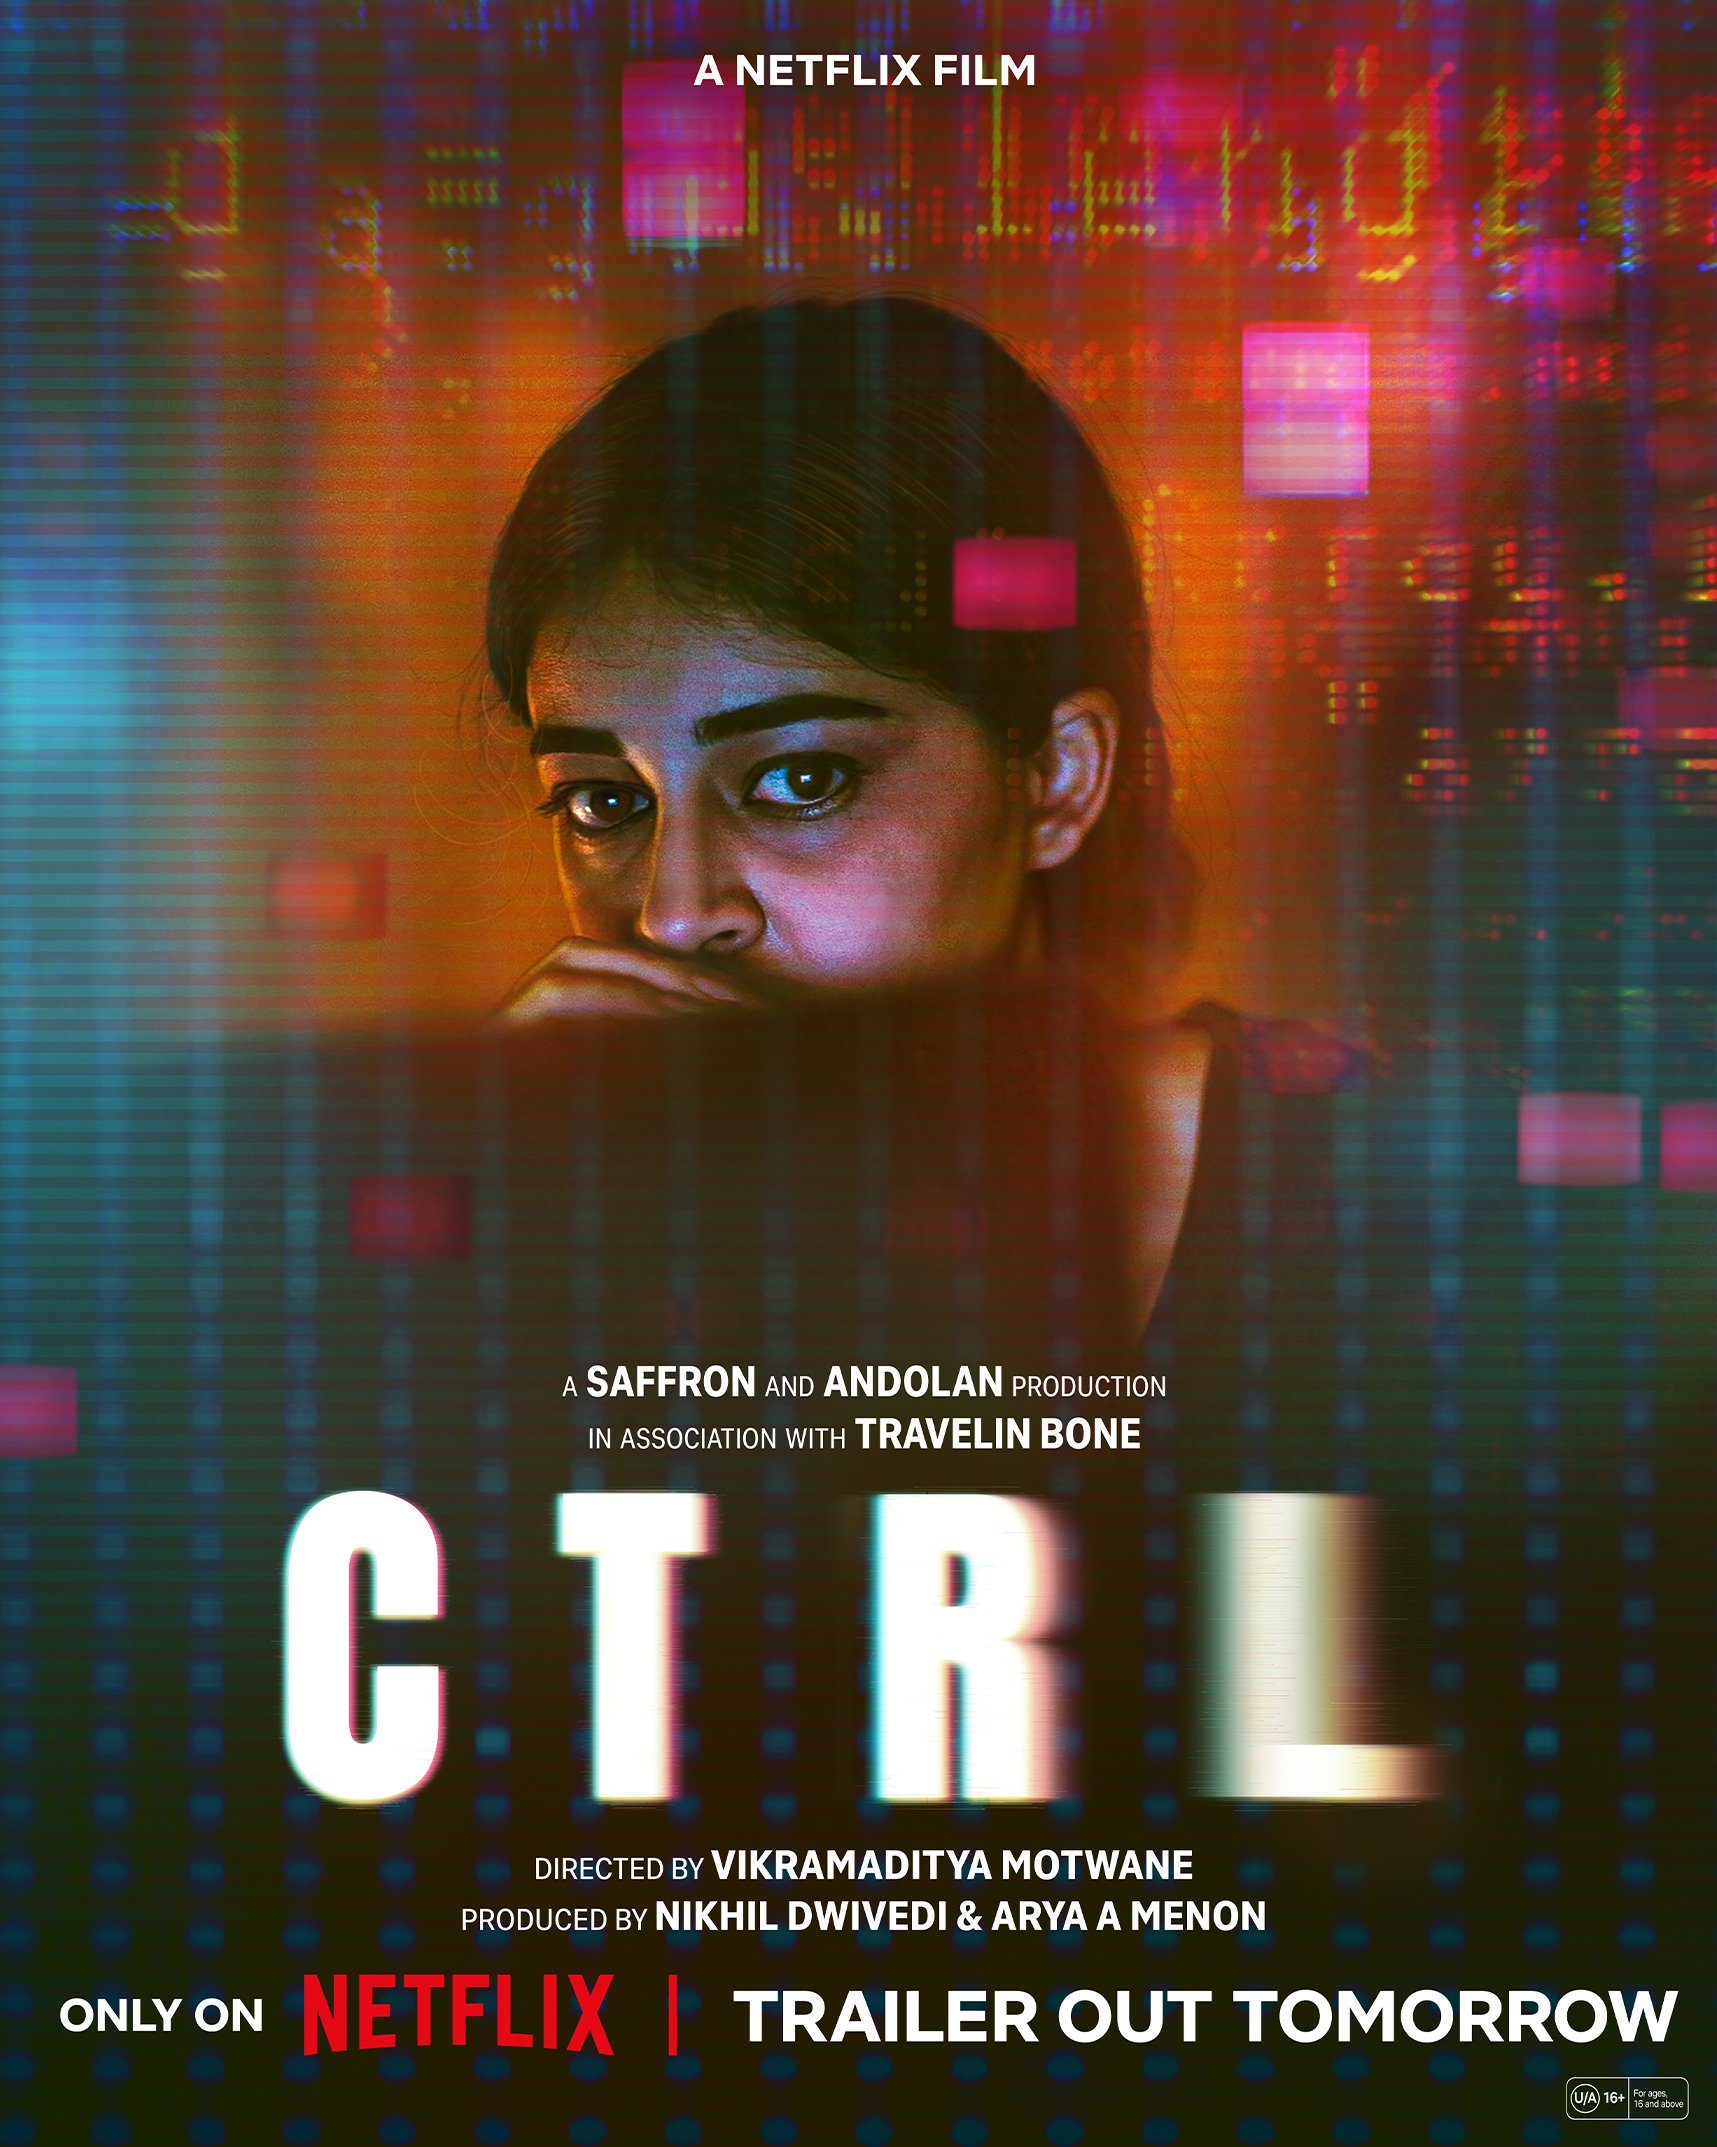 A NETFLIX FILM
A SAFFRON AND ANDOLAN PRODUCTION
IN ASSOCIATION WITH TRAVELIN BONE
CTRL
DIRECTED BY VIKRAMADITYA MOTWANE
PRODUCED BY NIKHIL DWIVEDI & ARYA A MENON
ONLY ON NETFLIX | TRAILER OUT TOMORROW
U/A 16+ For ages,
16 and above